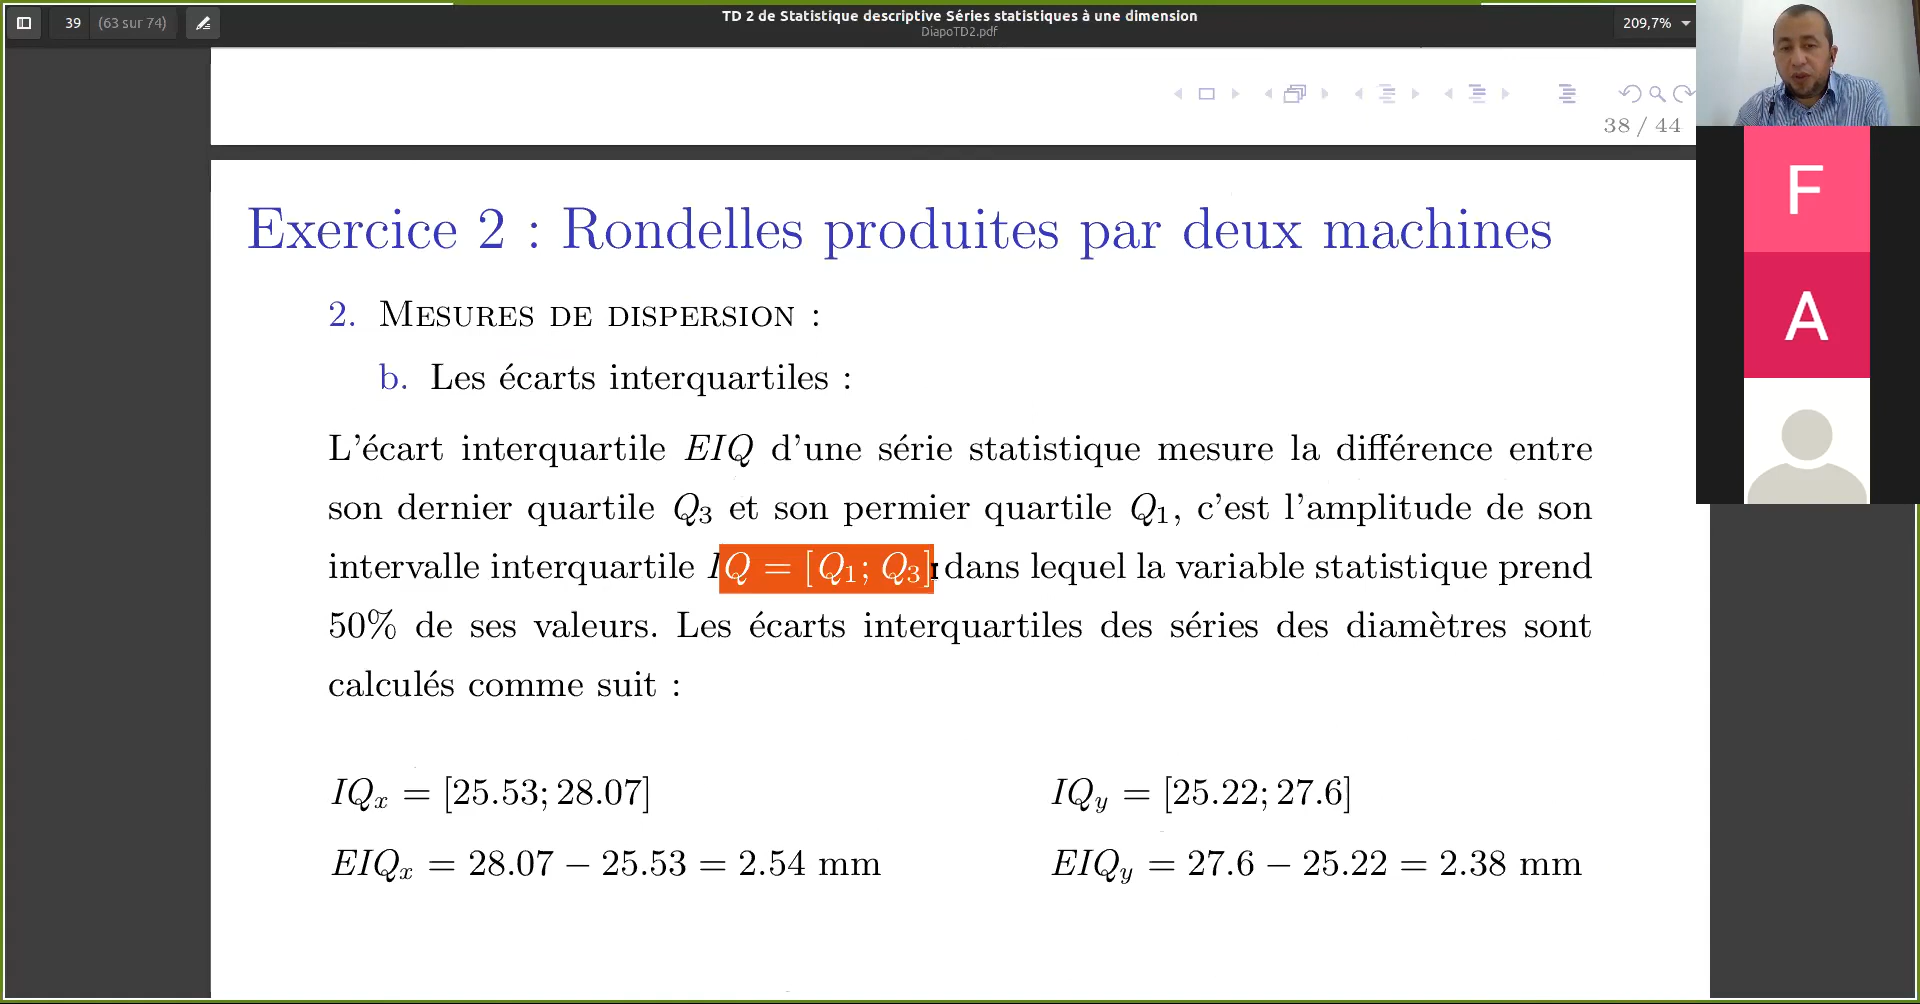 39 (63 sur 74)
TD 2 de Statistique descriptive Séries statistiques à une dimension
DiapoTD2.pdf
209,7%
38 / 44
F
A
Exercice 2 : Rondelles produites par deux machines
2. Mesures de dispersion :
b. Les écarts interquartiles :
L'écart interquartile EIQ d'une série statistique mesure la différence entre
son dernier quartile Q₃ et son permier quartile Q₁, c'est l'amplitude de son
intervalle interquartile IQ = [Q₁; Q₃] dans lequel la variable statistique prend
50% de ses valeurs. Les écarts interquartiles des séries des diamètres sont
calculés comme suit :
IQₓ = [25.53; 28.07]
IQ_y = [25.22; 27.6]
EIQₓ = 28.07 − 25.53 = 2.54 mm
EIQ_y = 27.6 − 25.22 = 2.38 mm